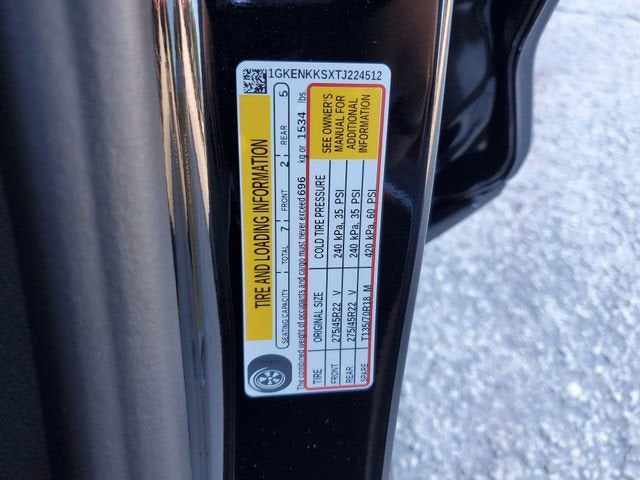 1GKENKKSXTJ224512
TIRE AND LOADING INFORMATION
SEATING CAPACITY TOTAL 7 FRONT 2 REAR 5
The combined weight of occupants and cargo must never exceed 696 kg or 1534 lbs.
TIRE ORIGINAL SIZE COLD TIRE PRESSURE
FRONT 275/45R22 V 240 kPa, 35 PSI
REAR 275/45R22 V 240 kPa, 35 PSI
SPARE T135/70R18 M 420 kPa, 60 PSI
SEE OWNER'S
MANUAL FOR
ADDITIONAL
INFORMATION